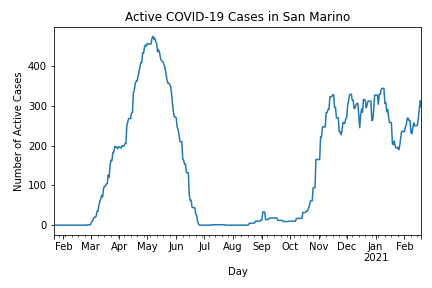 Active COVID-19 Cases in San Marino
Number of Active Cases
400
300
200
100
0
Feb Mar Apr May Jun Jul Aug Sep Oct Nov Dec Jan Feb
2021
Day